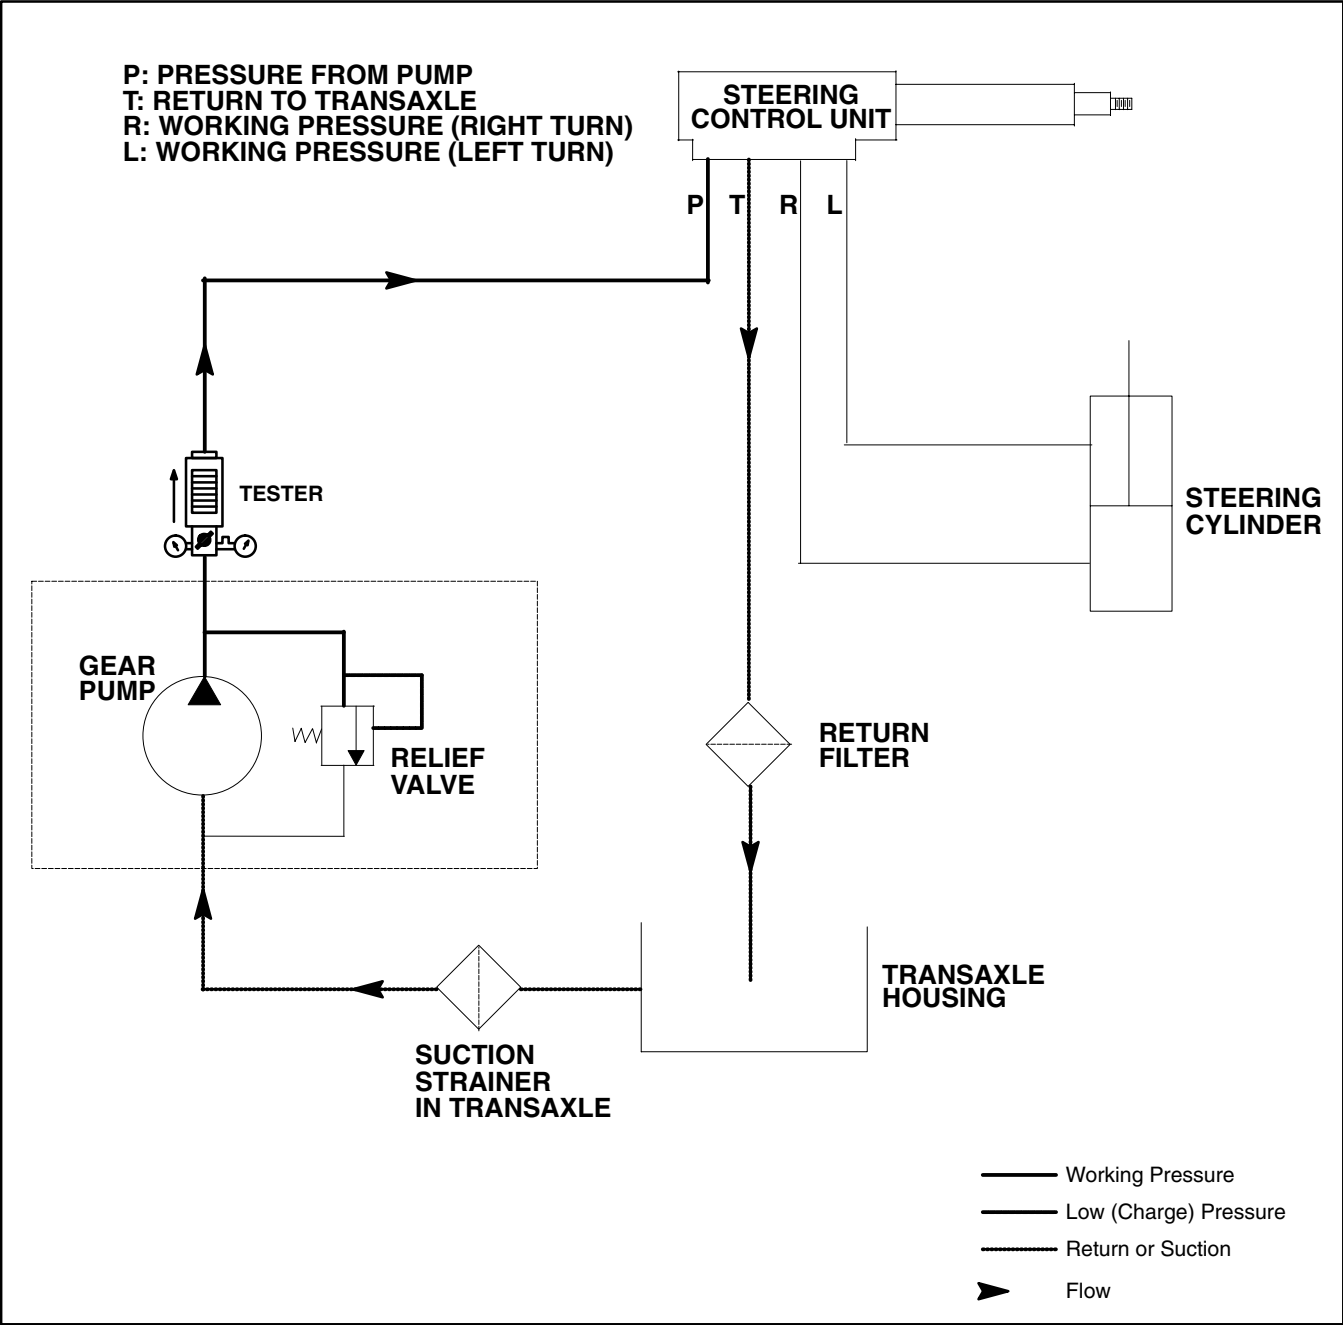 P: PRESSURE FROM PUMP
T: RETURN TO TRANSAXLE
R: WORKING PRESSURE (RIGHT TURN)
L: WORKING PRESSURE (LEFT TURN)
STEERING
CONTROL UNIT
P T R L
TESTER
STEERING
CYLINDER
GEAR
PUMP
RELIEF
VALVE
RETURN
FILTER
TRANSAXLE
HOUSING
SUCTION
STRAINER
IN TRANSAXLE
Working Pressure
Low (Charge) Pressure
Return or Suction
Flow